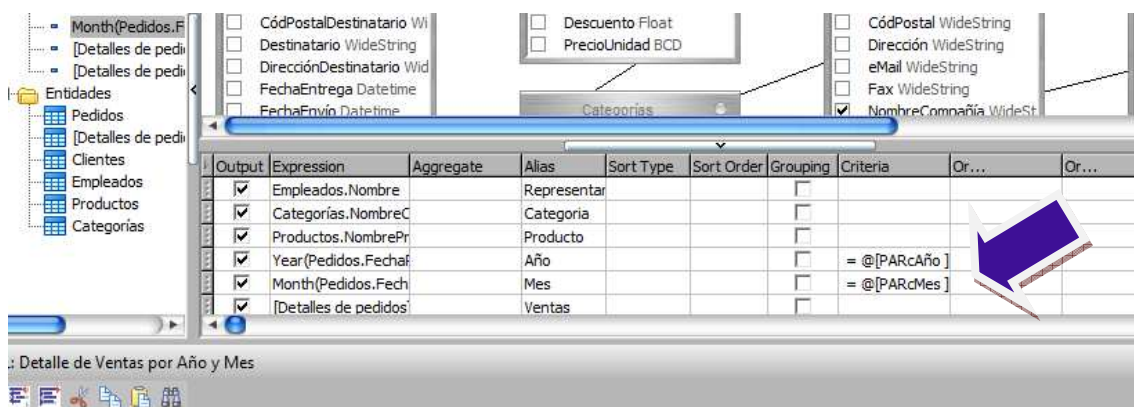 Month(Pedidos.F
[Detalles de pedi
[Detalles de pedi
Entidades
Pedidos
[Detalles de pedi
Clientes
Empleados
Productos
Categorías
CódPostalDestinatario Wi
Destinatario WideString
DirecciónDestinatario Wid
FechaEntrega Datetime
FechaEnvío Datetime
Descuento Float
PrecioUnidad BCD
Categorías
CódPostal WideString
Dirección WideString
eMail WideString
Fax WideString
NombreCompañía WideSt
Output Expression Aggregate Alias Sort Type Sort Order Grouping Criteria Or... Or...
Empleados.Nombre Representar
Categorías.NombreC Categoria
Productos.NombrePr Producto
Year(Pedidos.FechaF Año = @[PARcAño ]
Month(Pedidos.Fech Mes = @[PARcMes ]
[Detalles de pedidos] Ventas
.: Detalle de Ventas por Año y Mes